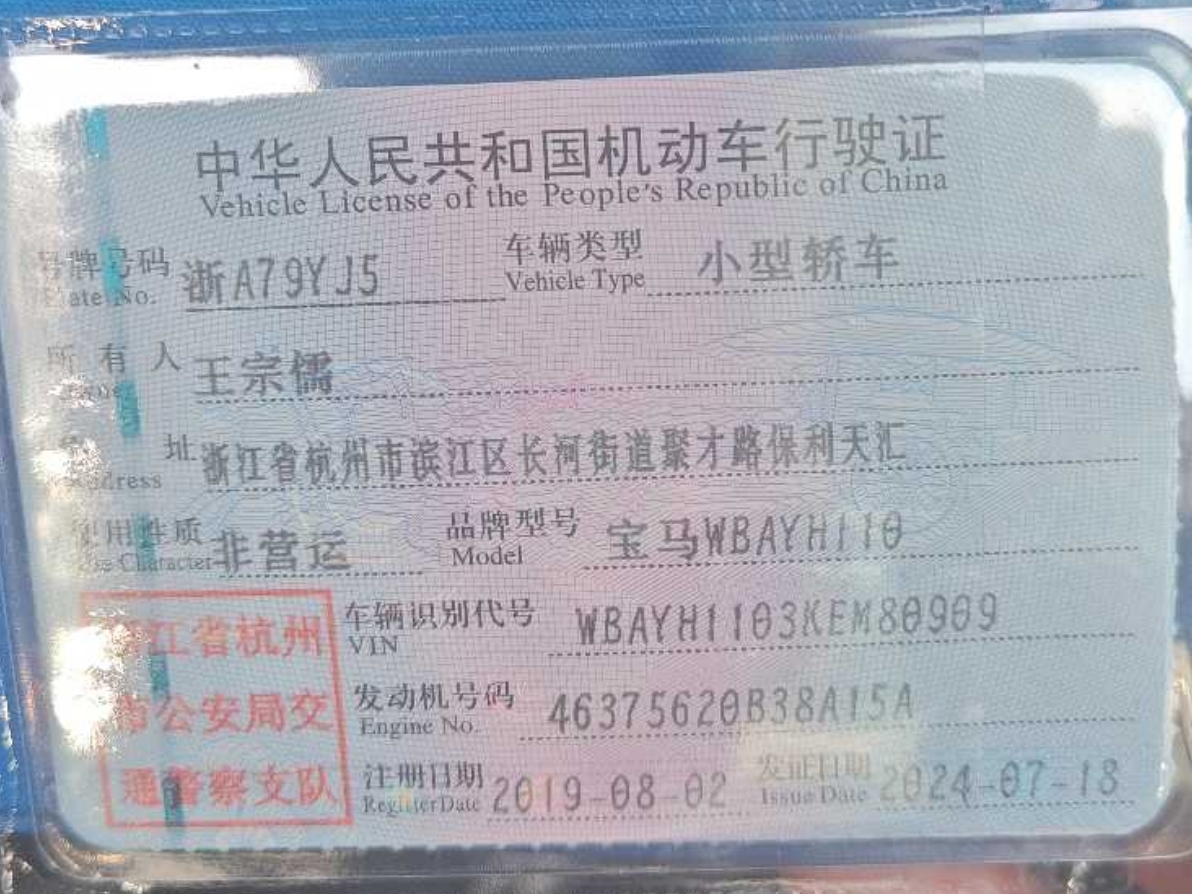 中华人民共和国机动车行驶证
Vehicle License of the People's Republic of China
号牌号码 浙A79YJ5 车辆类型 小型轿车
Plate No. Vehicle Type
所有人 王宗儒
址 浙江省杭州市滨江区长河街道聚才路保利天汇
Address
使用性质 非营运 品牌型号 宝马WBAYH110
Use Character Model
浙江省杭州 车辆识别代号 WBAYH1103KEM80909
VIN
市公安局交 发动机号码 46375620B38A15A
Engine No.
通警察支队 注册日期 2019-08-02 发证日期 2024-07-18
Register Date Issue Date